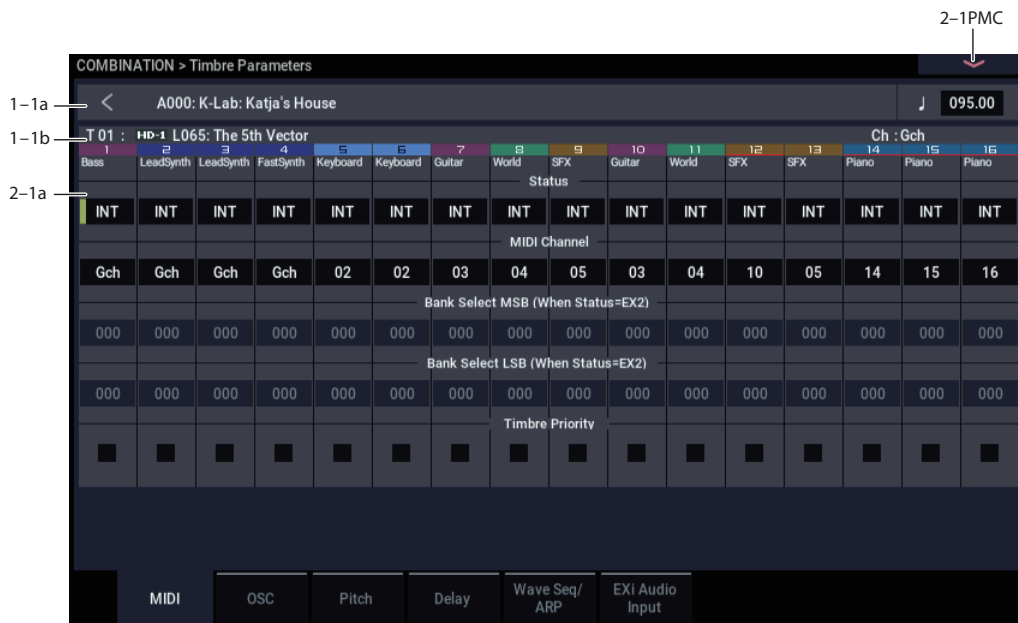 2–1PMC
COMBINATION > Timbre Parameters
1–1a
A000: K-Lab: Katja's House
♩ 095.00
1–1b
T 01 : HD-1 L065: The 5th Vector Ch : Gch
1 2 3 4 5 6 7 8 9 10 11 12 13 14 15 16
Bass LeadSynth LeadSynth FastSynth Keyboard Keyboard Guitar World SFX Guitar World SFX SFX Piano Piano Piano
Status
2–1a
INT INT INT INT INT INT INT INT INT INT INT INT INT INT INT INT
MIDI Channel
Gch Gch Gch Gch 02 02 03 04 05 03 04 10 05 14 15 16
Bank Select MSB (When Status=EX2)
000 000 000 000 000 000 000 000 000 000 000 000 000 000 000 000
Bank Select LSB (When Status=EX2)
000 000 000 000 000 000 000 000 000 000 000 000 000 000 000 000
Timbre Priority
MIDI OSC Pitch Delay Wave Seq/ EXi Audio
ARP Input